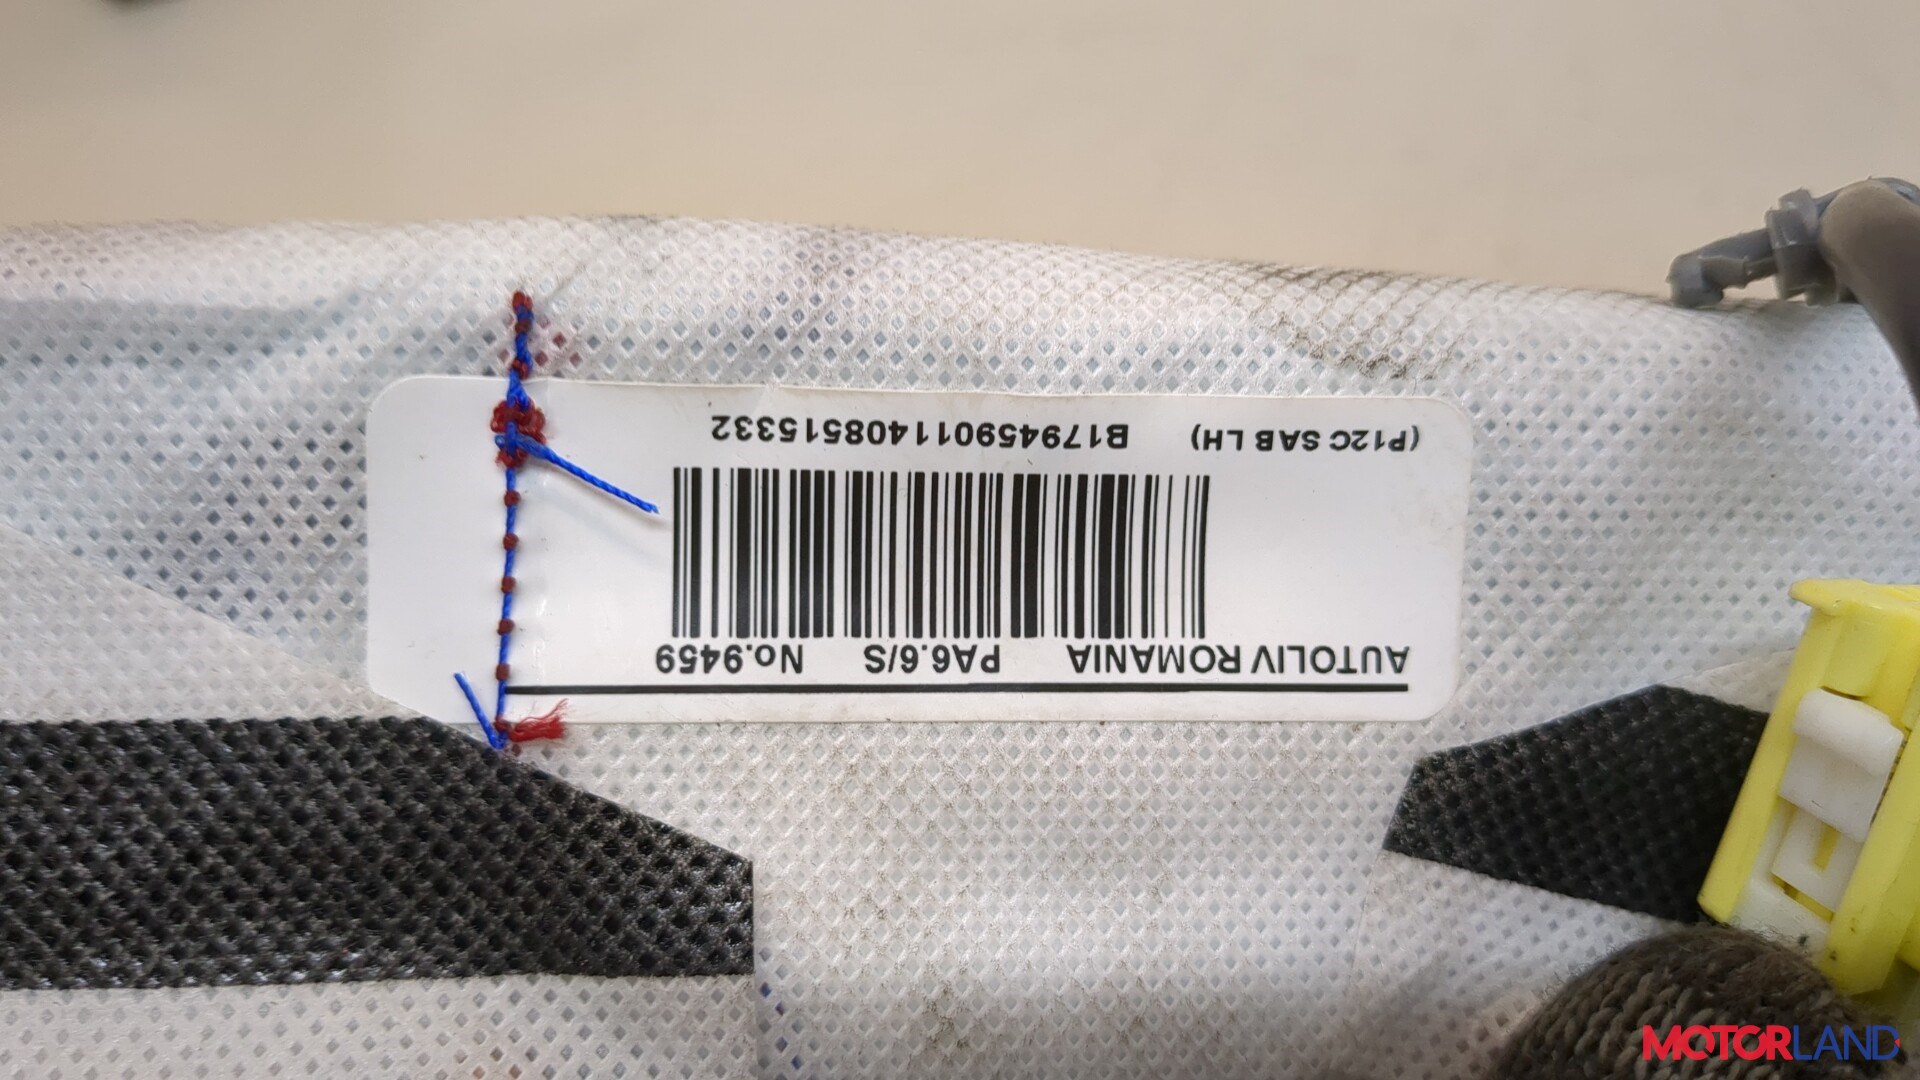 AUTOLIV ROMANIA PA6.6/S No.9459
(P12C SAB LH) B179459011408515332
MOTORLAND